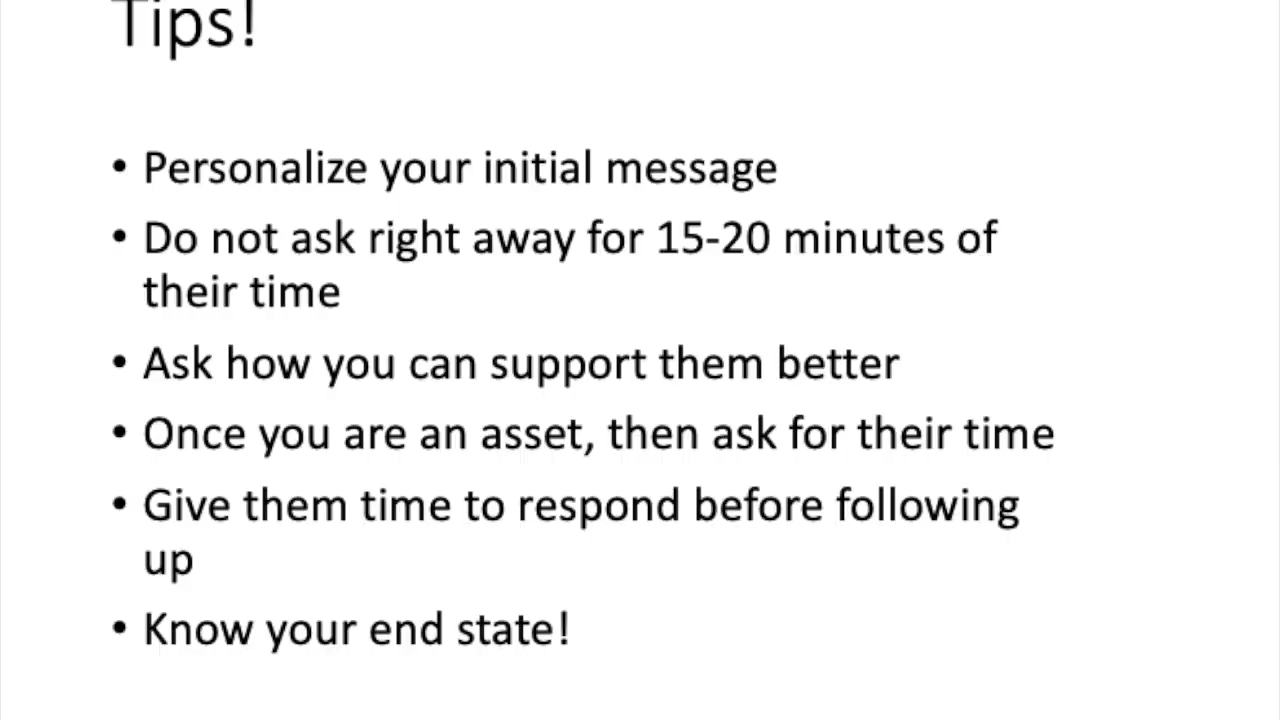 Tips!
• Personalize your initial message
• Do not ask right away for 15-20 minutes of
their time
• Ask how you can support them better
• Once you are an asset, then ask for their time
• Give them time to respond before following
up
• Know your end state!